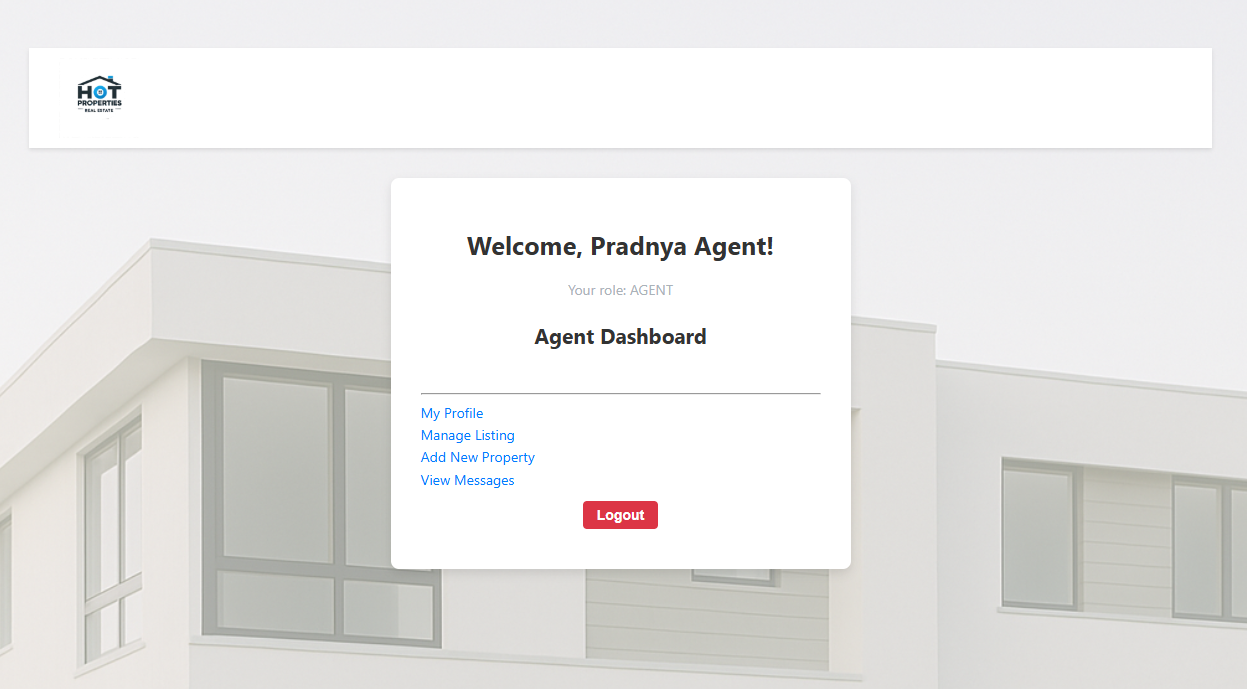 HOT
PROPERTIES
REAL ESTATE
Welcome, Pradnya Agent!
Your role: AGENT
Agent Dashboard
My Profile
Manage Listing
Add New Property
View Messages
Logout